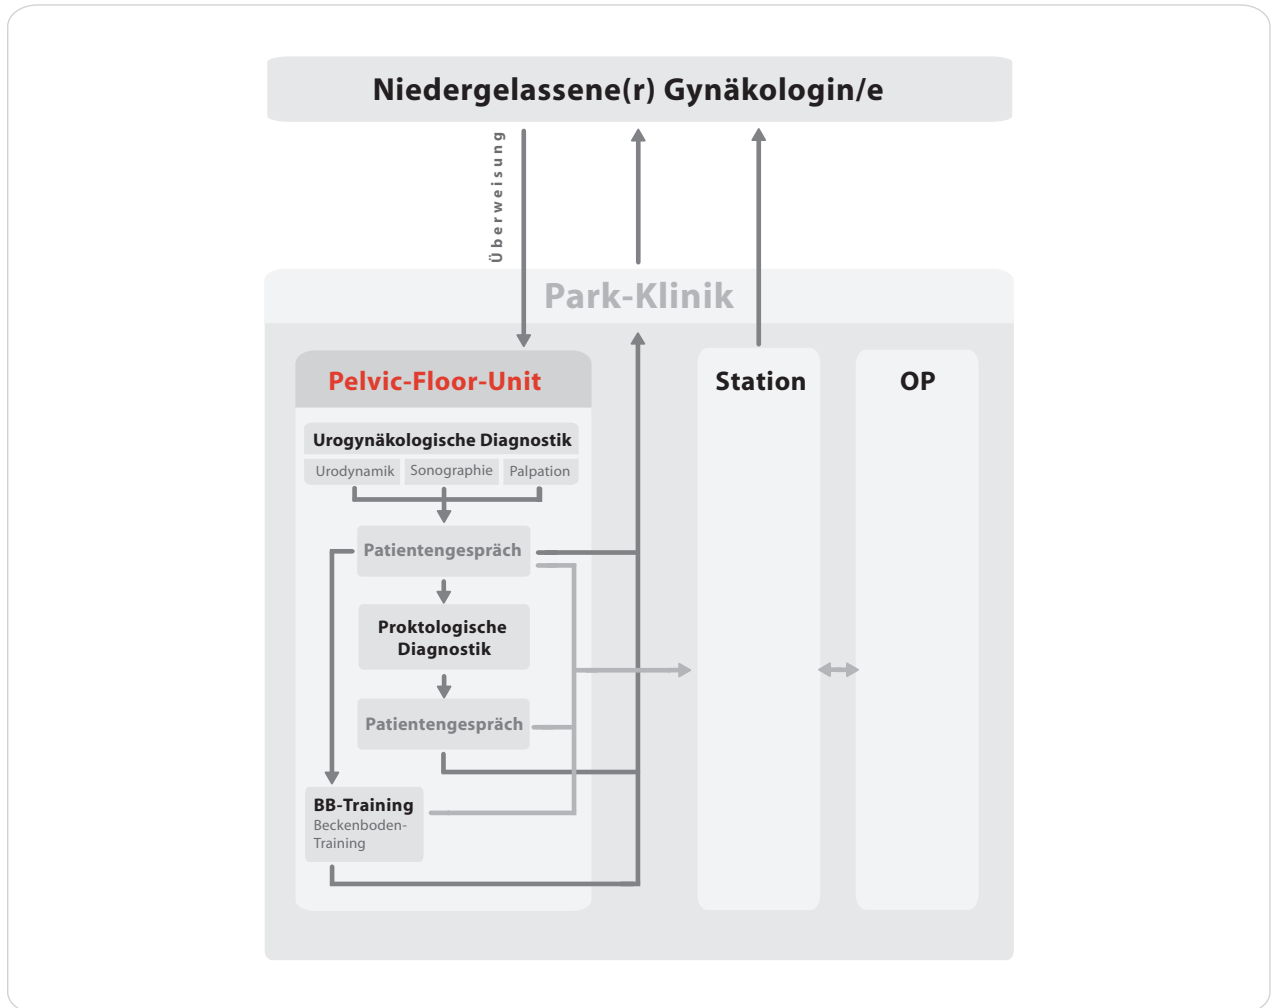 Niedergelassene(r) Gynäkologin/e
Überweisung
Park-Klinik
Pelvic-Floor-Unit
Station
OP
Urogynäkologische Diagnostik
Urodynamik
Sonographie
Palpation
Patientengespräch
Proktologische
Diagnostik
Patientengespräch
BB-Training
Beckenboden-
Training